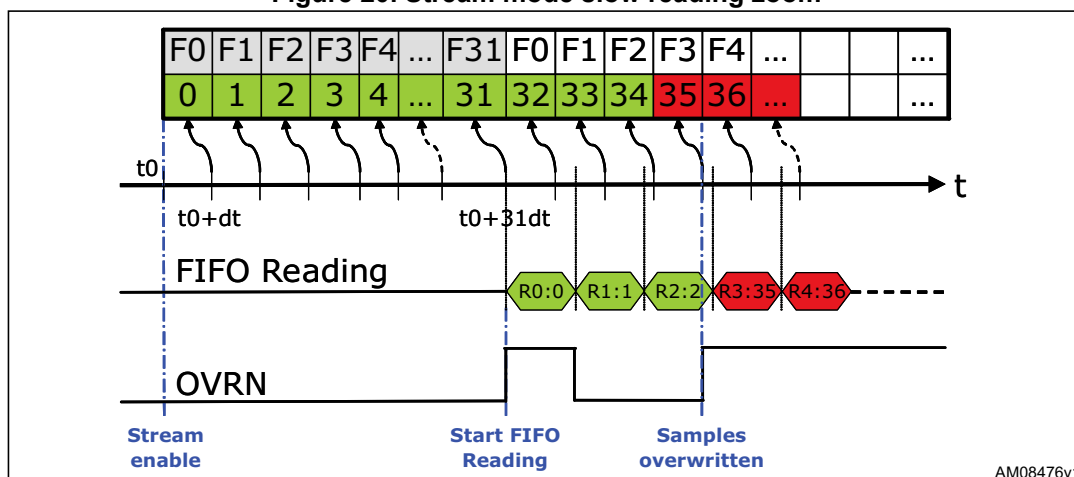 F0 F1 F2 F3 F4 ... F31 F0 F1 F2 F3 F4 ... ...
0 1 2 3 4 ... 31 32 33 34 35 36 ... ...
t0
t
t0+dt t0+31dt
FIFO Reading
R0:0 R1:1 R2:2 R3:35 R4:36
OVRN
Stream enable
Start FIFO Reading
Samples overwritten